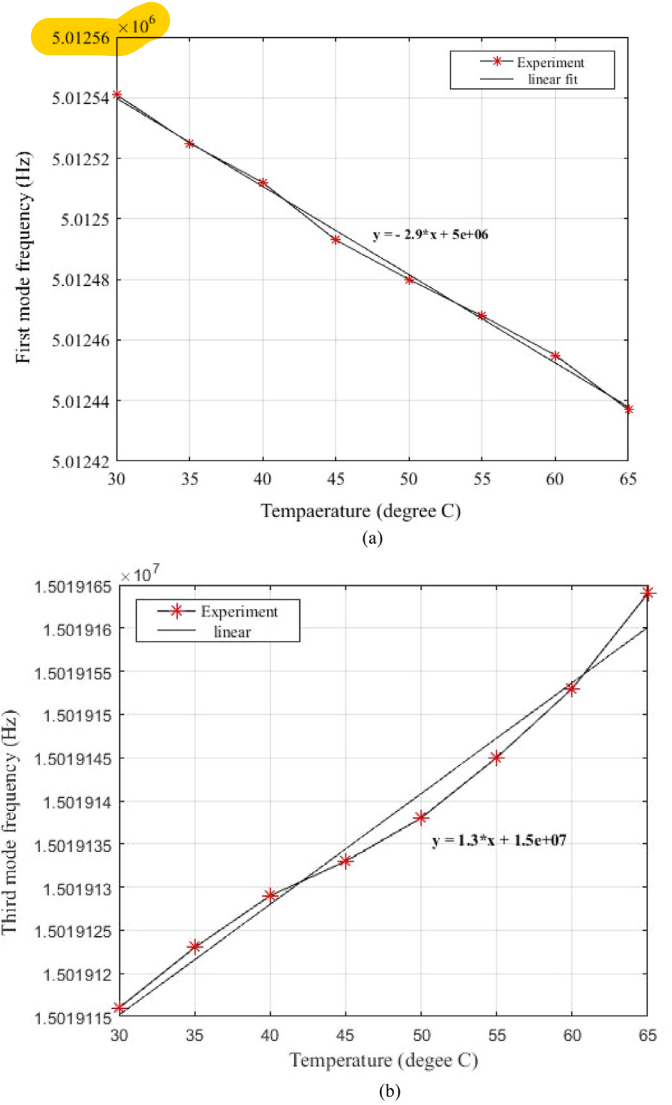 5.01256 ×10⁶
Experiment
linear fit
5.01254
5.01252
5.0125
5.01248
5.01246
5.01244
5.01242
First mode frequency (Hz)
y = - 2.9*x + 5e+06
30 35 40 45 50 55 60 65
Tempaerature (degree C)
(a)
×10⁷
1.5019165
Experiment
linear
1.501916
1.5019155
1.501915
1.5019145
1.501914
1.5019135
1.501913
1.5019125
1.501912
1.5019115
Third mode frequency (Hz)
y = 1.3*x + 1.5e+07
30 35 40 45 50 55 60 65
Temperature (degee C)
(b)